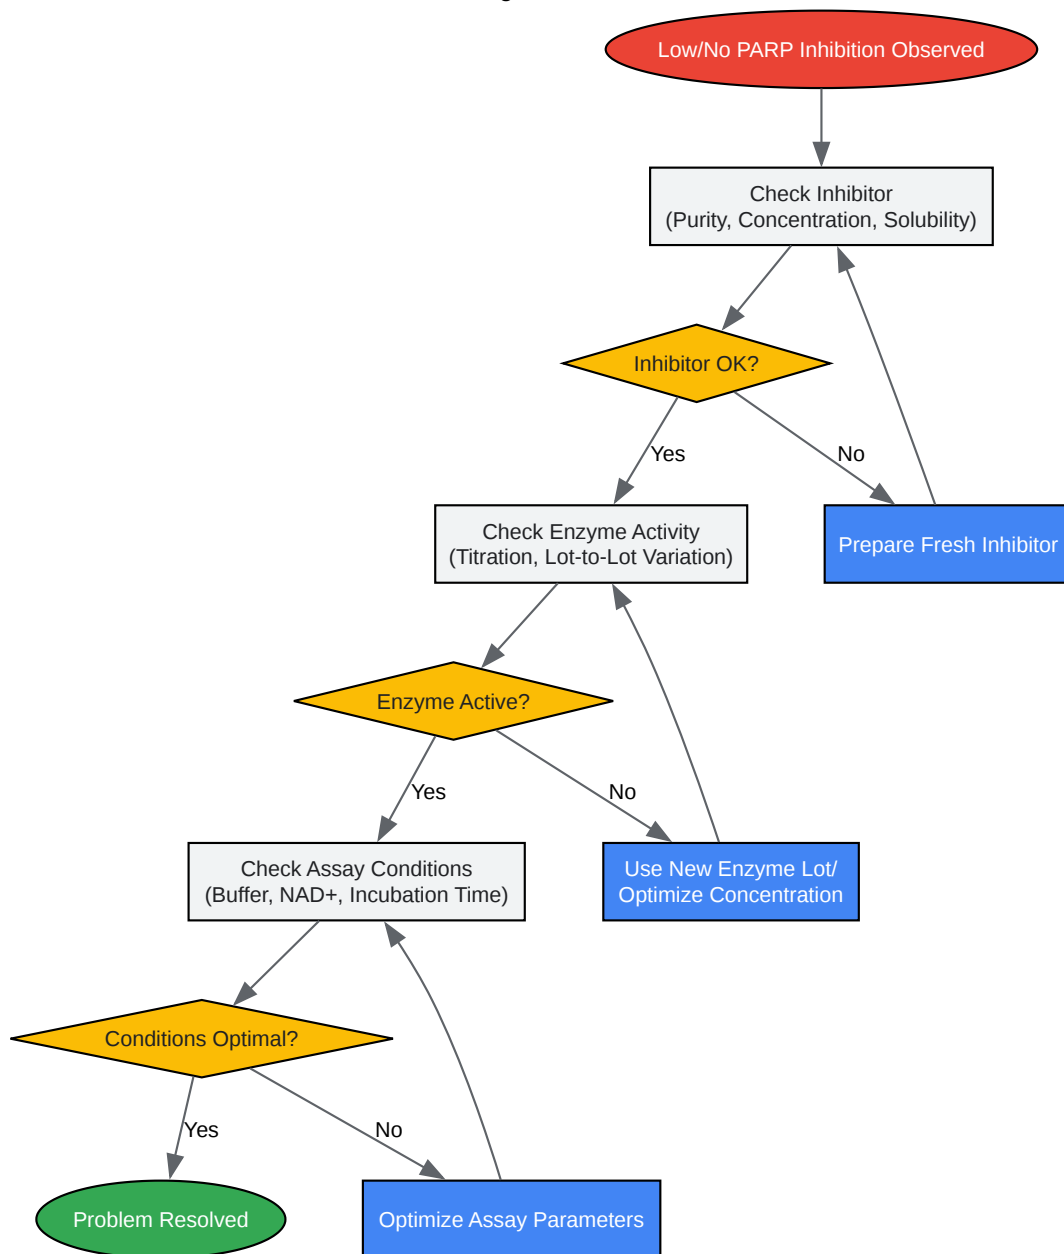 Low/No PARP Inhibition Observed
Check Inhibitor
(Purity, Concentration, Solubility)
Inhibitor OK?
Yes
No
Check Enzyme Activity
(Titration, Lot-to-Lot Variation)
Prepare Fresh Inhibitor
Enzyme Active?
Yes
No
Check Assay Conditions
(Buffer, NAD+, Incubation Time)
Use New Enzyme Lot/
Optimize Concentration
Conditions Optimal?
Yes
No
Problem Resolved
Optimize Assay Parameters